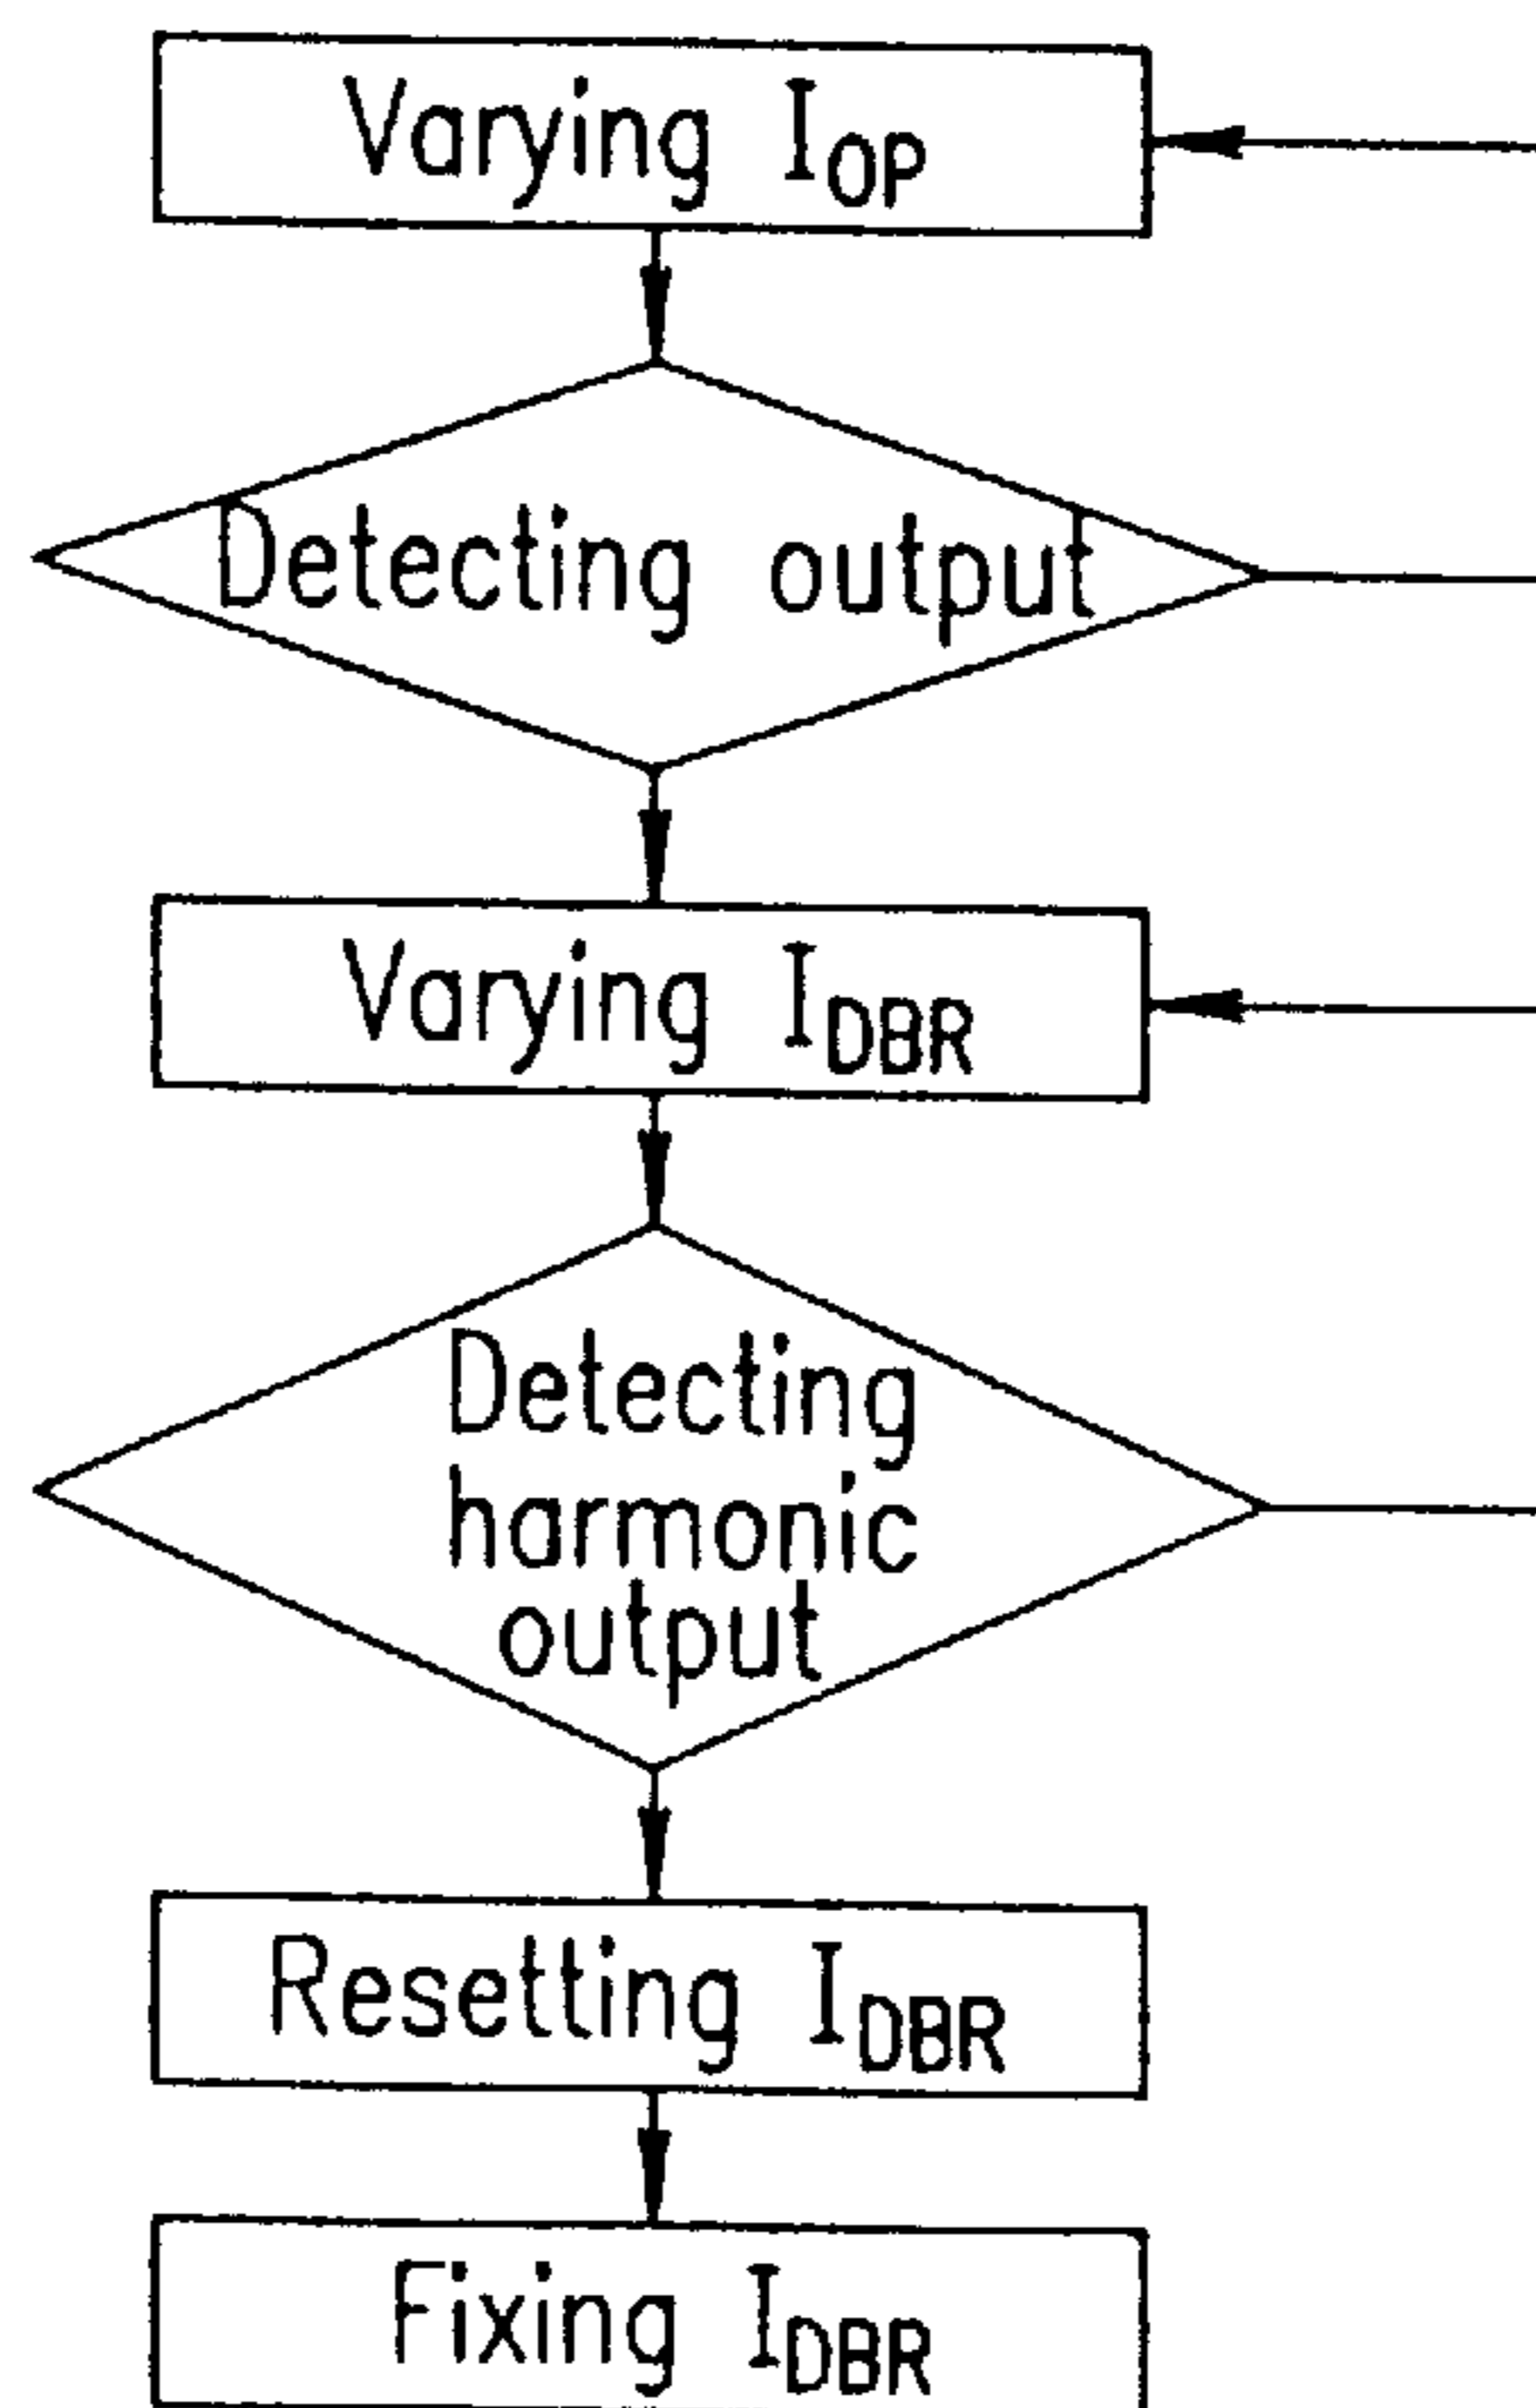 Varying I_OP
Detecting output
Varying I_DBR
Detecting
harmonic
output
Resetting I_DBR
Fixing I_DBR